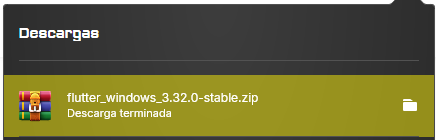 Descargas
flutter_windows_3.32.0-stable.zip
Descarga terminada